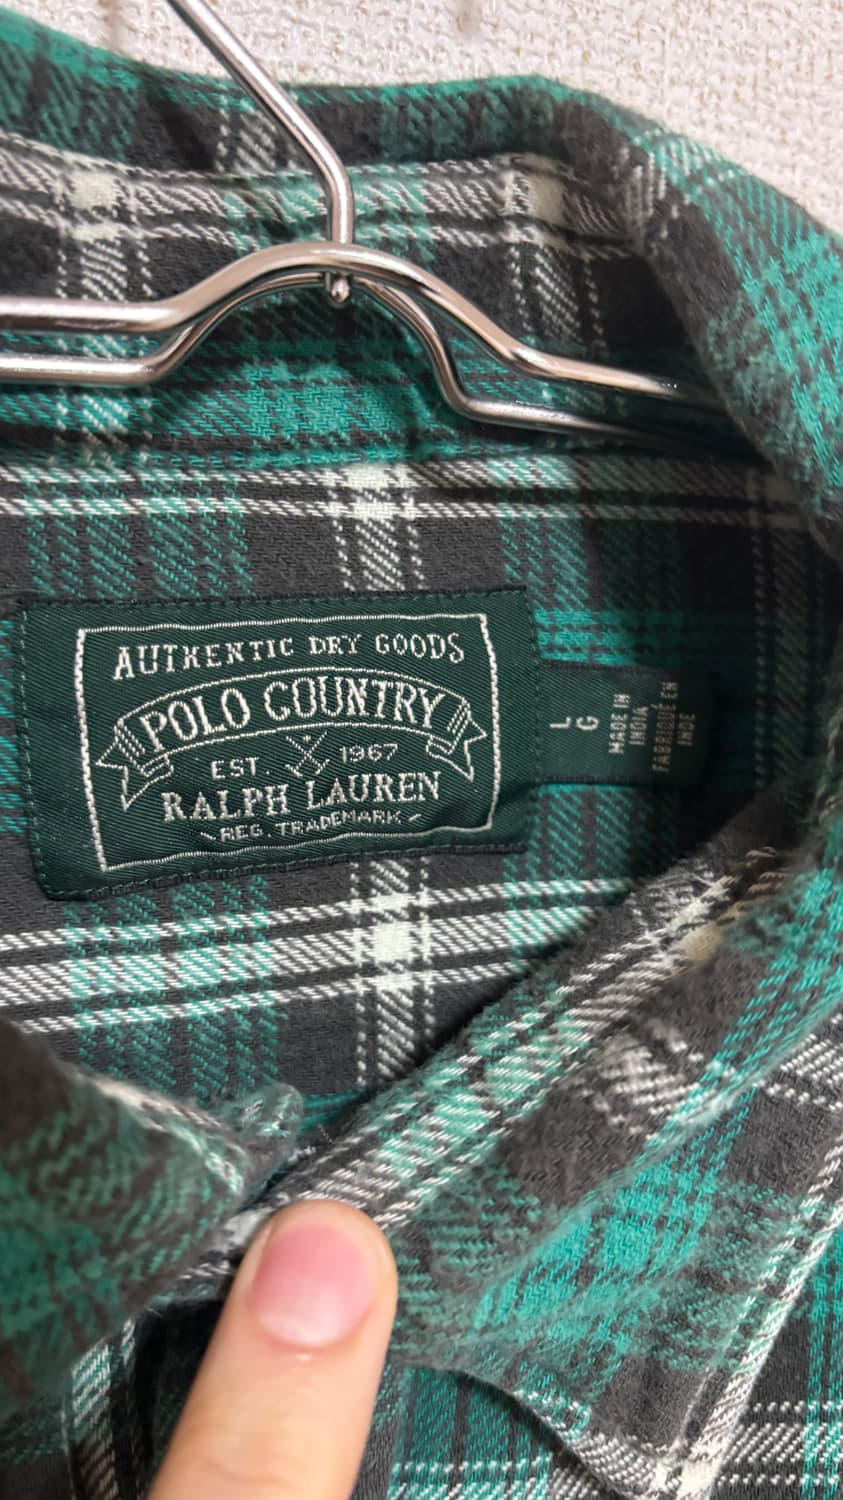 AUTHENTIC DRY GOODS
POLO COUNTRY
EST. 1967
RALPH LAUREN
REG. TRADEMARK
L
G
MADE IN
INDIA
FABRIQUÉ EN
INDE